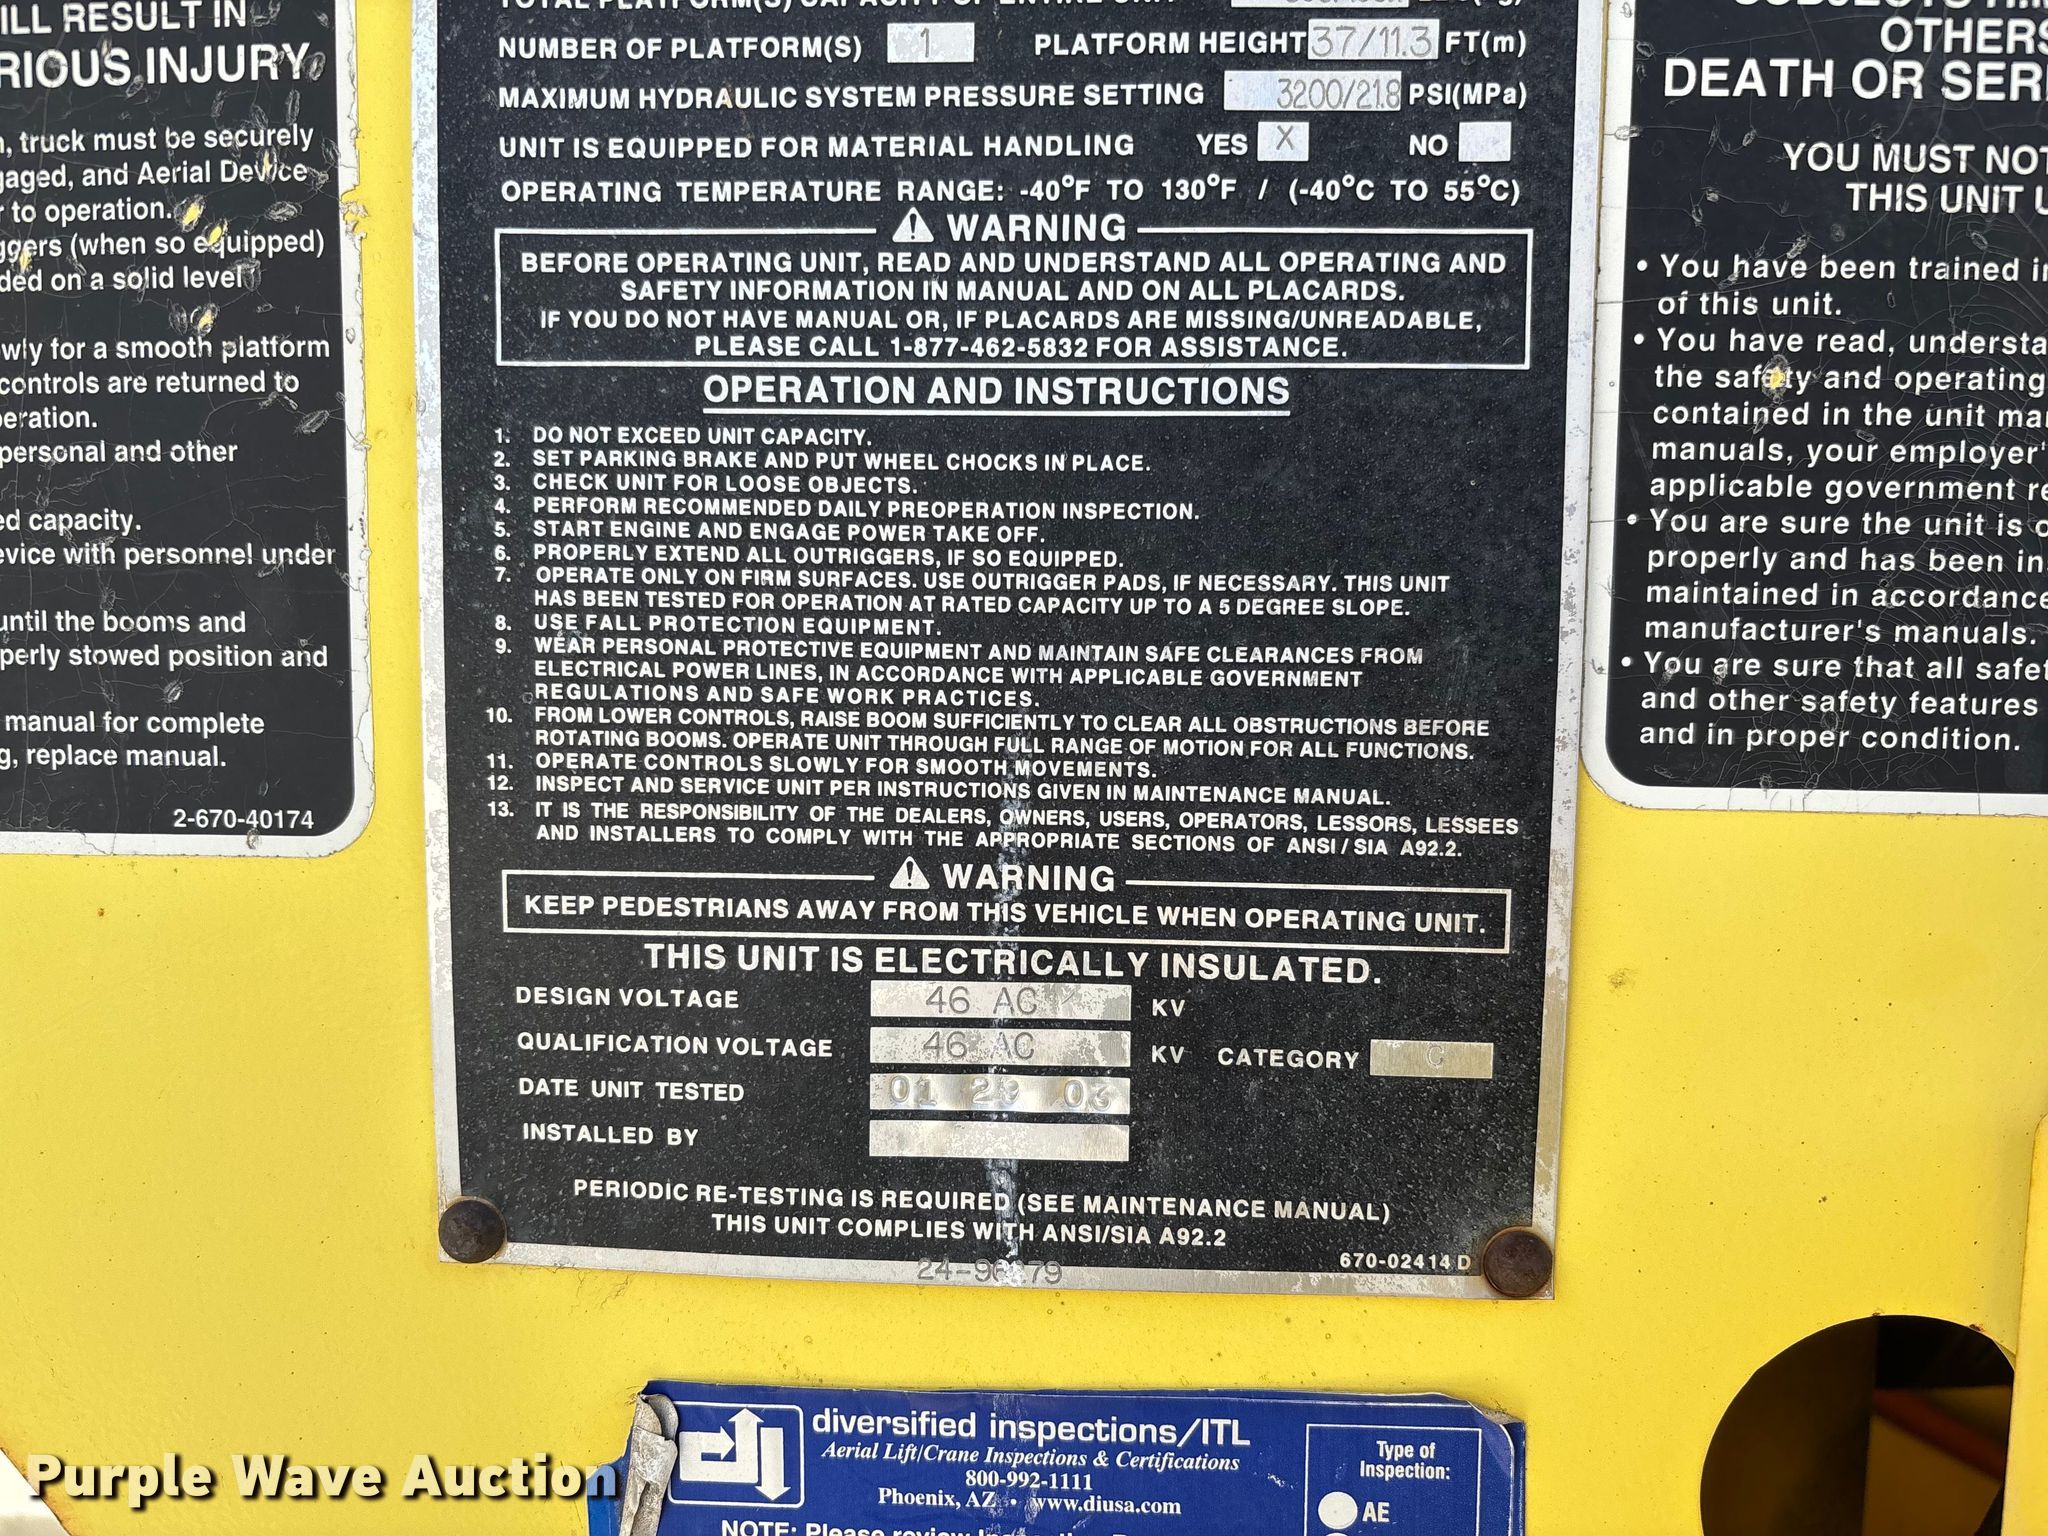 ILL RESULT IN
RIOUS INJURY
, truck must be securely
gaged, and Aerial Device
r to operation.
ggers (when so equipped)
ded on a solid level
wly for a smooth platform
controls are returned to
peration.
personal and other
ed capacity.
evice with personnel under
until the booms and
perly stowed position and
manual for complete
g, replace manual.
2-670-40174
NUMBER OF PLATFORM(S) 1 PLATFORM HEIGHT 37/11.3 FT(m)
MAXIMUM HYDRAULIC SYSTEM PRESSURE SETTING 3200/21.8 PSI(MPa)
UNIT IS EQUIPPED FOR MATERIAL HANDLING YES X NO
OPERATING TEMPERATURE RANGE: -40°F TO 130°F / (-40°C TO 55°C)
WARNING
BEFORE OPERATING UNIT, READ AND UNDERSTAND ALL OPERATING AND
SAFETY INFORMATION IN MANUAL AND ON ALL PLACARDS.
IF YOU DO NOT HAVE MANUAL OR, IF PLACARDS ARE MISSING/UNREADABLE,
PLEASE CALL 1-877-462-5832 FOR ASSISTANCE.
OPERATION AND INSTRUCTIONS
1. DO NOT EXCEED UNIT CAPACITY.
2. SET PARKING BRAKE AND PUT WHEEL CHOCKS IN PLACE.
3. CHECK UNIT FOR LOOSE OBJECTS.
4. PERFORM RECOMMENDED DAILY PREOPERATION INSPECTION.
5. START ENGINE AND ENGAGE POWER TAKE OFF.
6. PROPERLY EXTEND ALL OUTRIGGERS, IF SO EQUIPPED.
7. OPERATE ONLY ON FIRM SURFACES. USE OUTRIGGER PADS, IF NECESSARY. THIS UNIT
HAS BEEN TESTED FOR OPERATION AT RATED CAPACITY UP TO A 5 DEGREE SLOPE.
8. USE FALL PROTECTION EQUIPMENT.
9. WEAR PERSONAL PROTECTIVE EQUIPMENT AND MAINTAIN SAFE CLEARANCES FROM
ELECTRICAL POWER LINES, IN ACCORDANCE WITH APPLICABLE GOVERNMENT
REGULATIONS AND SAFE WORK PRACTICES.
10. FROM LOWER CONTROLS, RAISE BOOM SUFFICIENTLY TO CLEAR ALL OBSTRUCTIONS BEFORE
ROTATING BOOMS. OPERATE UNIT THROUGH FULL RANGE OF MOTION FOR ALL FUNCTIONS.
11. OPERATE CONTROLS SLOWLY FOR SMOOTH MOVEMENTS.
12. INSPECT AND SERVICE UNIT PER INSTRUCTIONS GIVEN IN MAINTENANCE MANUAL.
13. IT IS THE RESPONSIBILITY OF THE DEALERS, OWNERS, USERS, OPERATORS, LESSORS, LESSEES
AND INSTALLERS TO COMPLY WITH THE APPROPRIATE SECTIONS OF ANSI/SIA A92.2.
WARNING
KEEP PEDESTRIANS AWAY FROM THIS VEHICLE WHEN OPERATING UNIT.
THIS UNIT IS ELECTRICALLY INSULATED.
DESIGN VOLTAGE 46 AC KV
QUALIFICATION VOLTAGE 46 AC KV CATEGORY C
DATE UNIT TESTED 01 29 03
INSTALLED BY
PERIODIC RE-TESTING IS REQUIRED (SEE MAINTENANCE MANUAL)
THIS UNIT COMPLIES WITH ANSI/SIA A92.2
670-02414 D
OTHERS
DEATH OR SERI
YOU MUST NOT
THIS UNIT U
• You have been trained in
of this unit.
• You have read, understa
the safety and operating
contained in the unit ma
manuals, your employer'
applicable government re
• You are sure the unit is o
properly and has been in
maintained in accordance
manufacturer's manuals.
• You are sure that all safet
and other safety features
and in proper condition.
diversified inspections/ITL
Aerial Lift/Crane Inspections & Certifications
800-992-1111
Phoenix, AZ • www.diusa.com
NOTE: Please review
Type of
Inspection:
AE
Purple Wave Auction